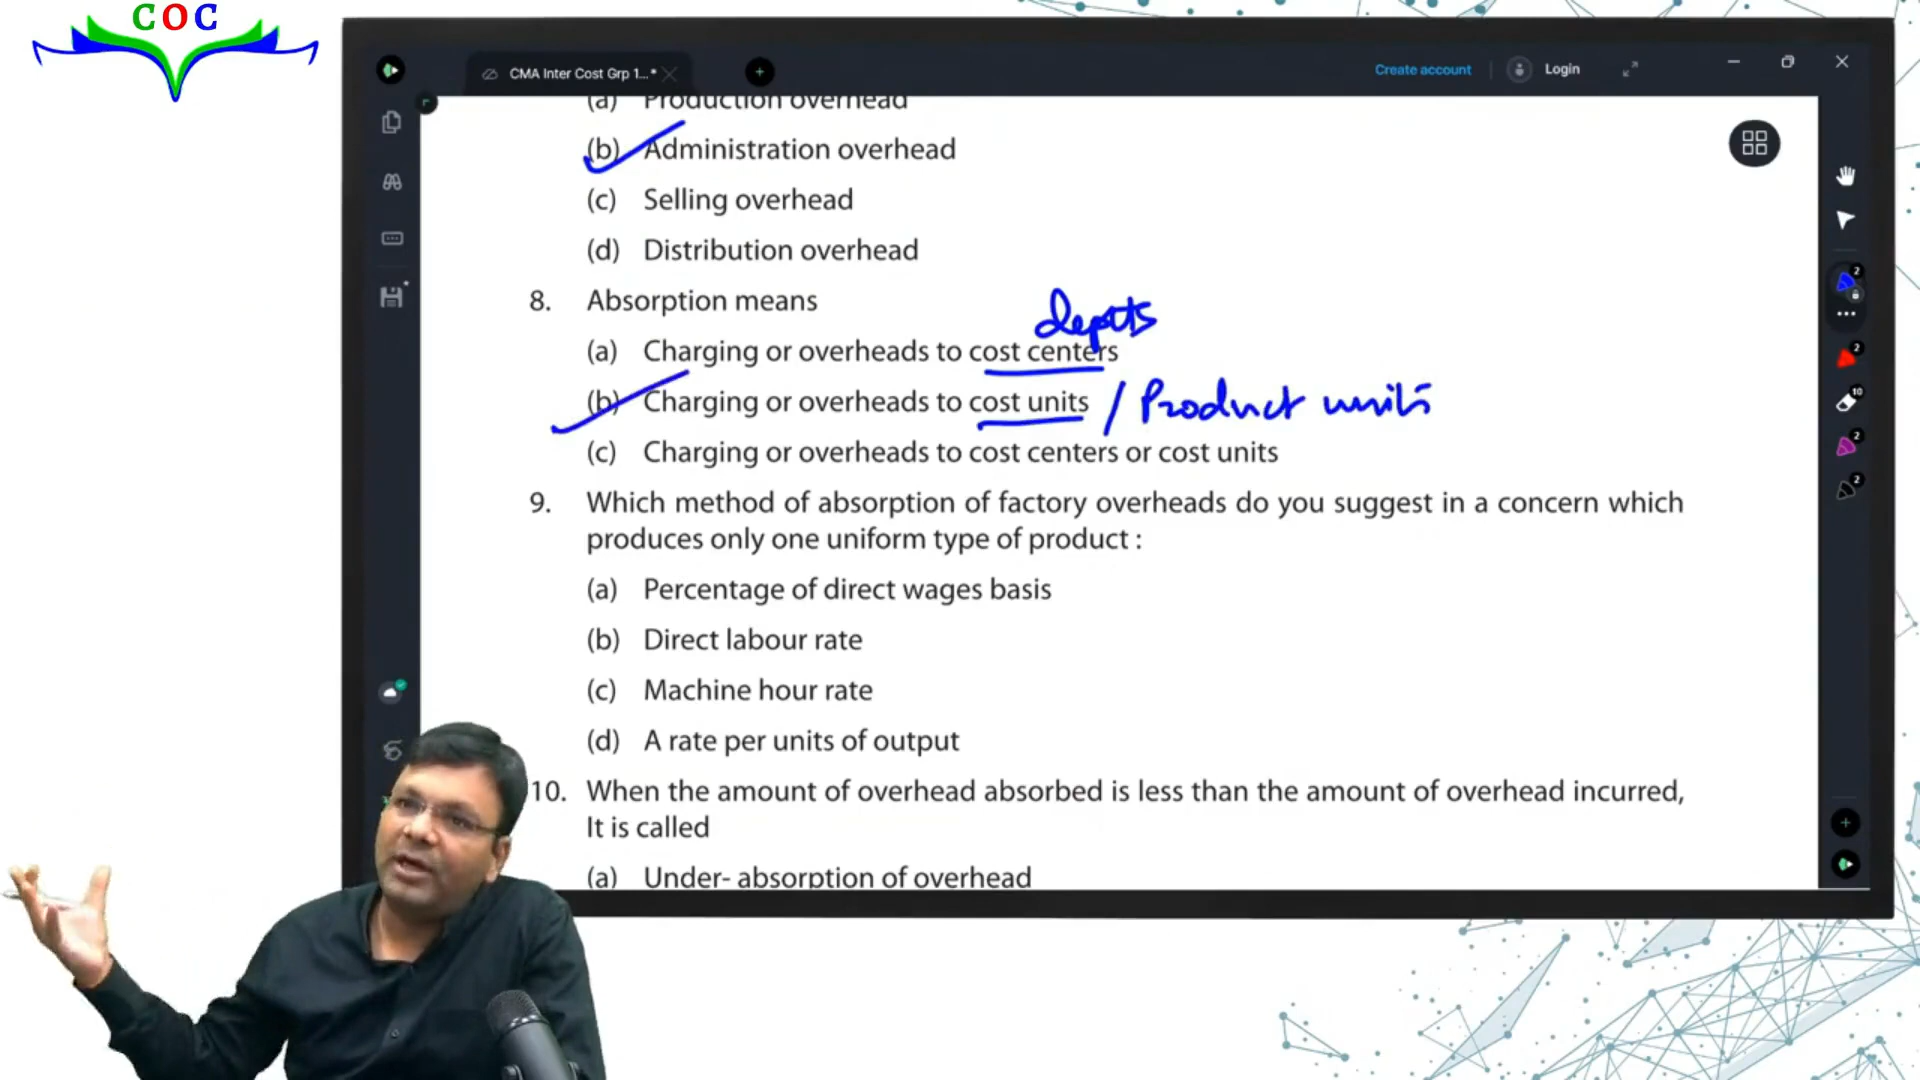 COC
CMA Inter Cost Grp 1...*
Create account
Login
(a) Production overhead
(b) Administration overhead
(c) Selling overhead
(d) Distribution overhead
8. Absorption means
depts
(a) Charging or overheads to cost centers
(b) Charging or overheads to cost units / Product units
(c) Charging or overheads to cost centers or cost units
9. Which method of absorption of factory overheads do you suggest in a concern which
produces only one uniform type of product :
(a) Percentage of direct wages basis
(b) Direct labour rate
(c) Machine hour rate
(d) A rate per units of output
10. When the amount of overhead absorbed is less than the amount of overhead incurred,
It is called
(a) Under- absorption of overhead
2
2
10
2
2